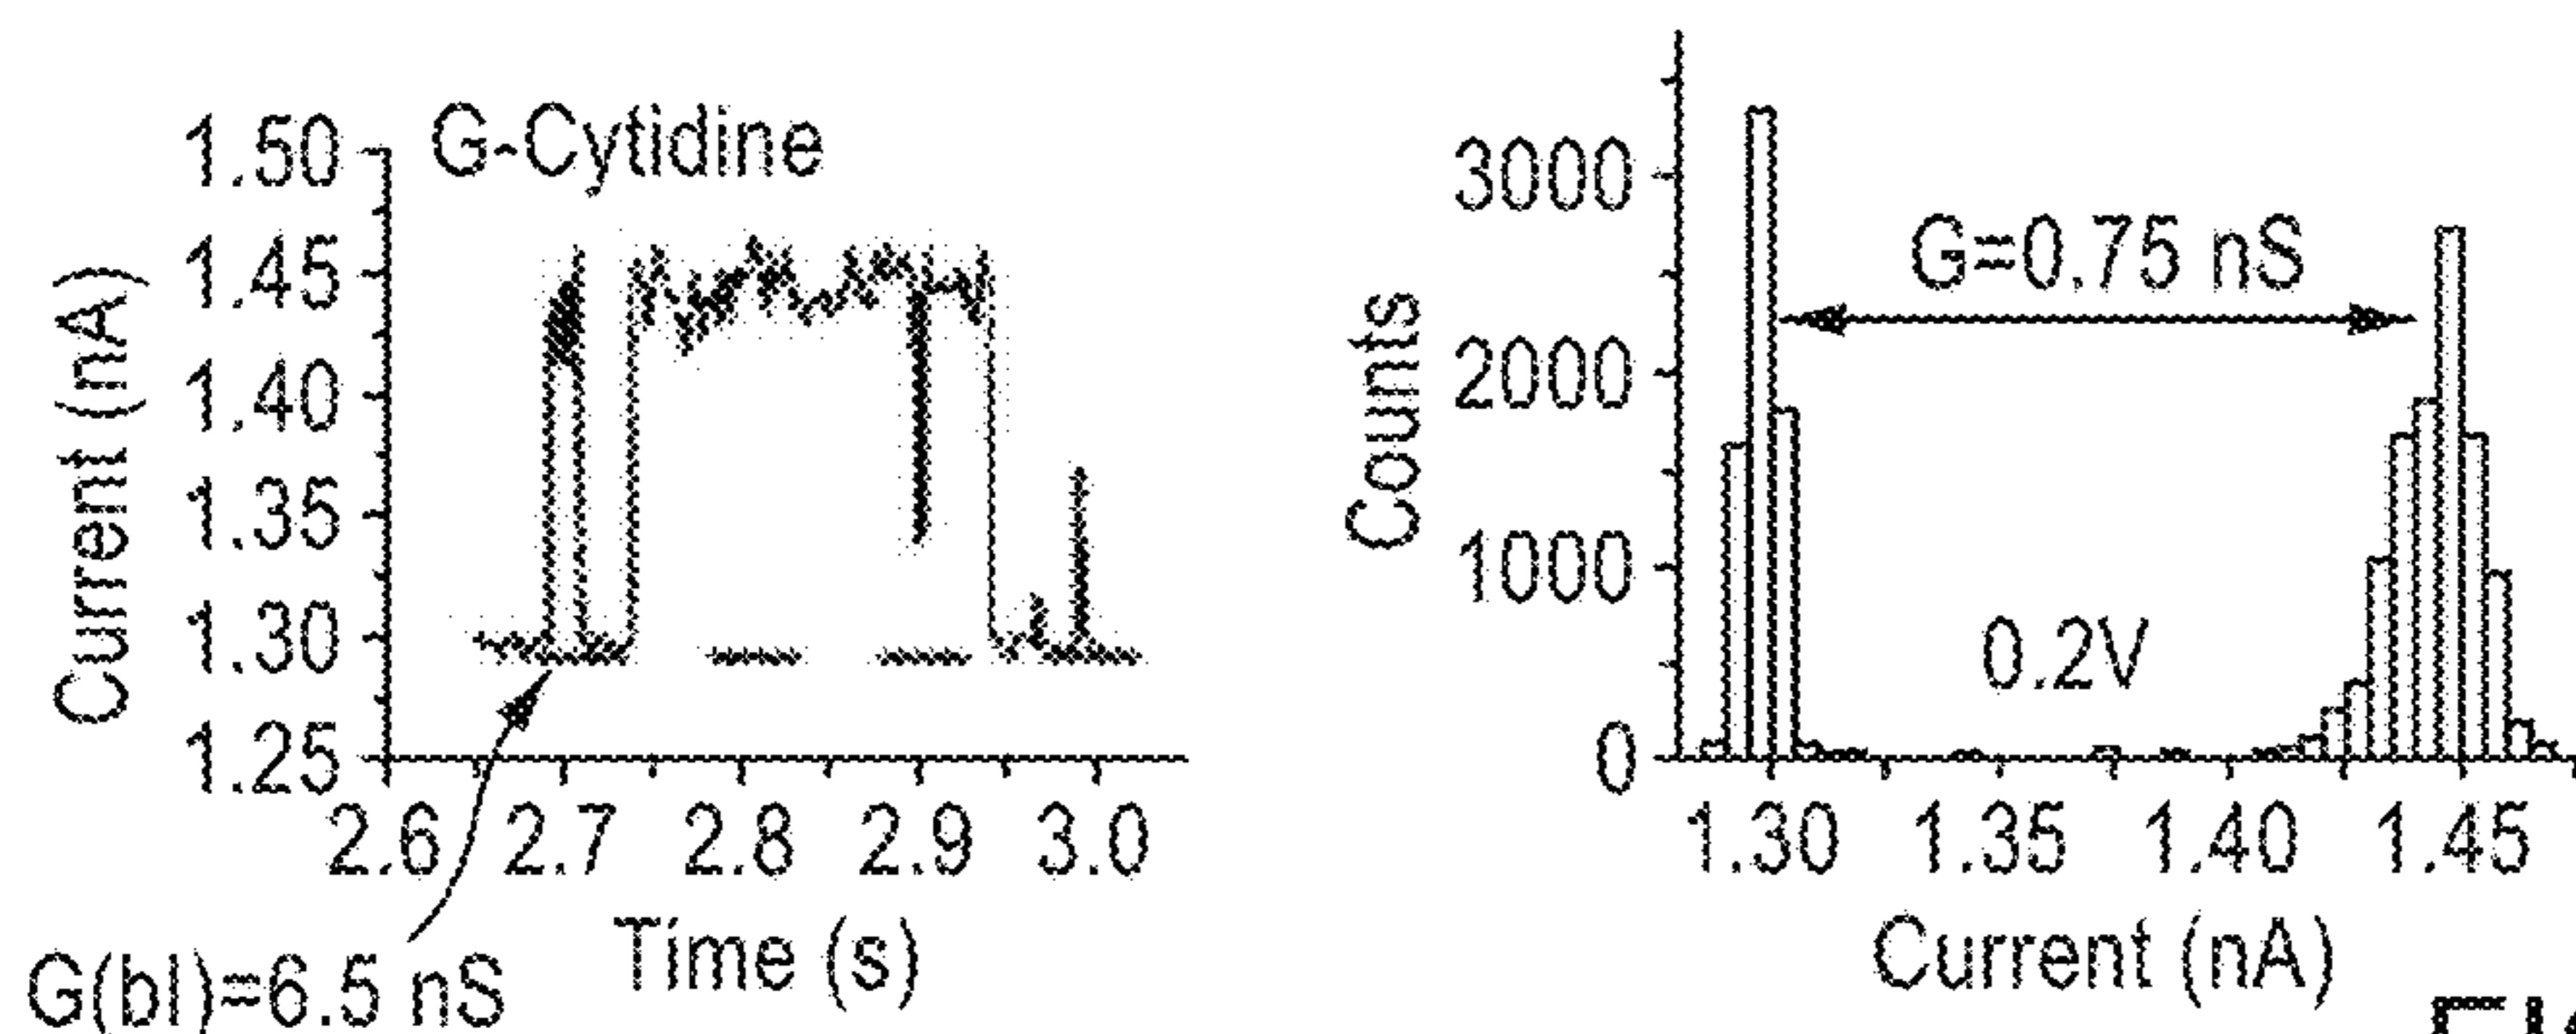 G-Cytidine
Current (nA)
1.50
1.45
1.40
1.35
1.30
1.25
2.6 2.7 2.8 2.9 3.0
Time (s)
G(bl)=6.5 nS
Counts
3000
2000
1000
0
G=0.75 nS
0.2V
1.30 1.35 1.40 1.45
Current (nA)